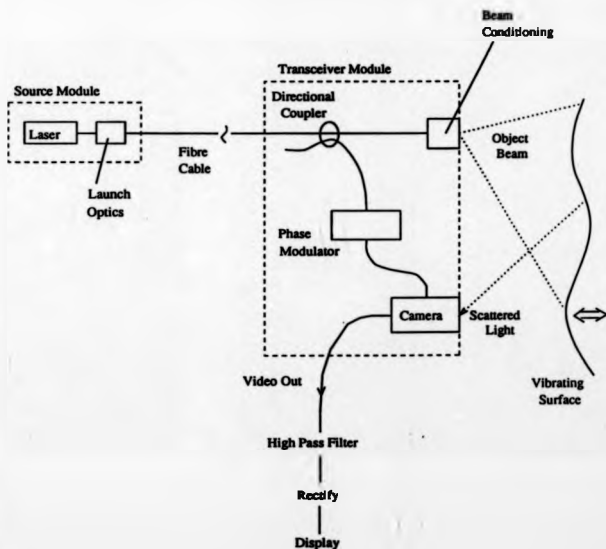 Beam
Conditioning
Transceiver Module
Source Module
Directional
Coupler
Laser
Object
Beam
Fibre
Cable
Launch
Optics
Phase
Modulator
Camera
Scattered
Light
Video Out
Vibrating
Surface
High Pass Filter
Rectify
Display